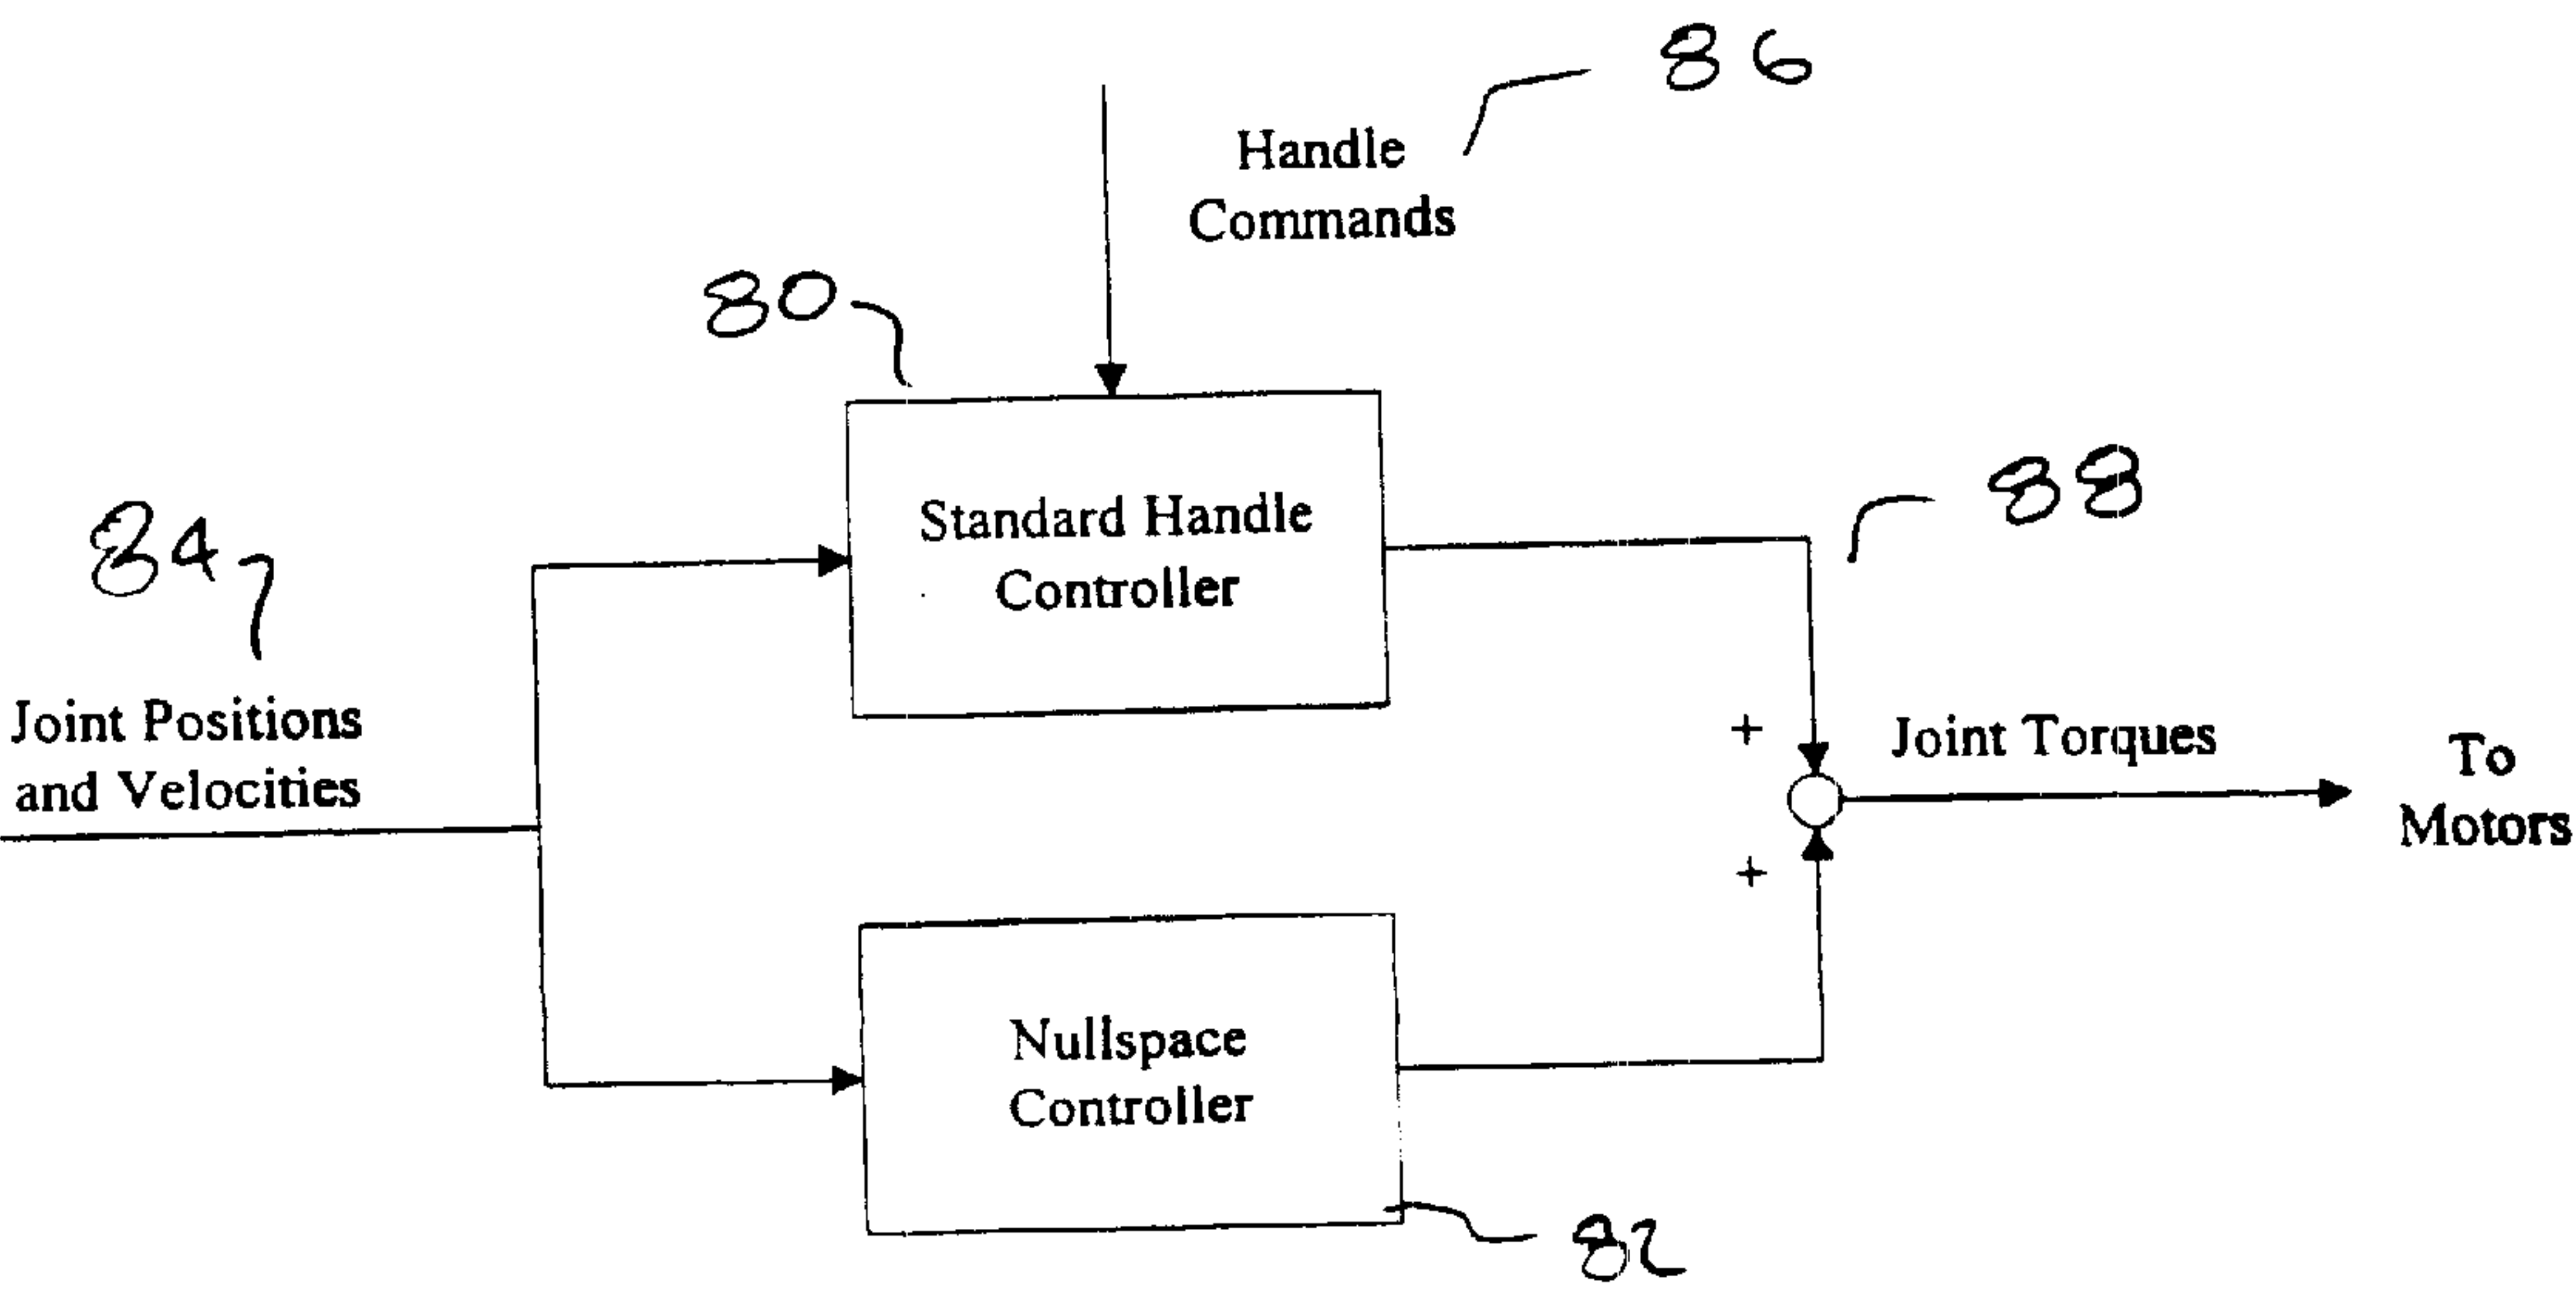 86
Handle
Commands
80
Standard Handle
Controller
88
84
Joint Positions
and Velocities
+
Joint Torques
To
Motors
+
Nullspace
Controller
82